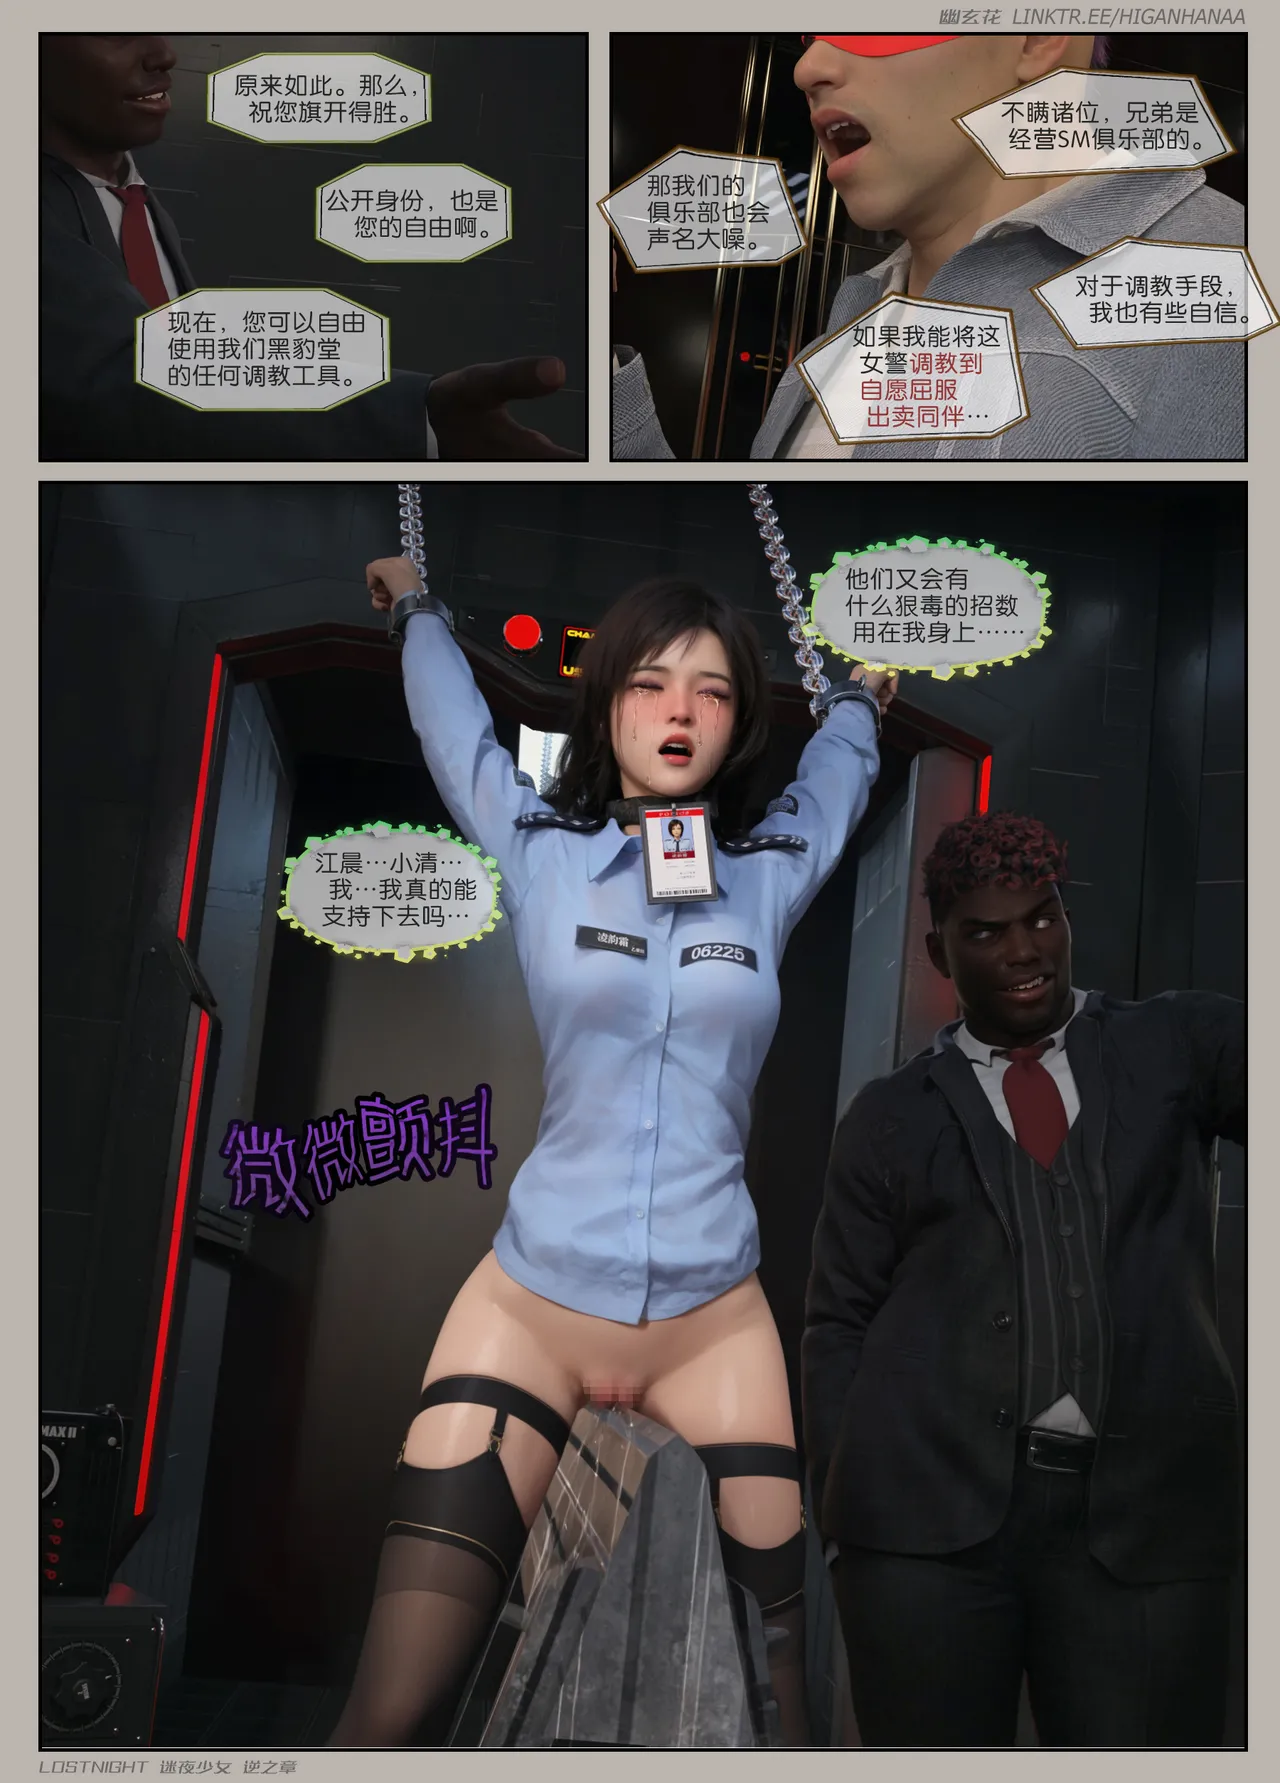 幽玄花 LINKTR.EE/HIGANHANAA
原来如此。那么，
祝您旗开得胜。
公开身份，也是
您的自由啊。
现在，您可以自由
使用我们黑豹堂
的任何调教工具。
不瞒诸位，兄弟是
经营SM俱乐部的。
对于调教手段，
我也有些自信。
如果我能将这
女警调教到
自愿屈服
出卖同伴…
那我们的
俱乐部也会
声名大噪。
他们又会有
什么狠毒的招数
用在我身上……
江晨…小清…
我…我真的能
支持下去吗…
凌韵霜
06225
微微颤抖
MAX II
LOSTNIGHT 迷夜少女 逆之章